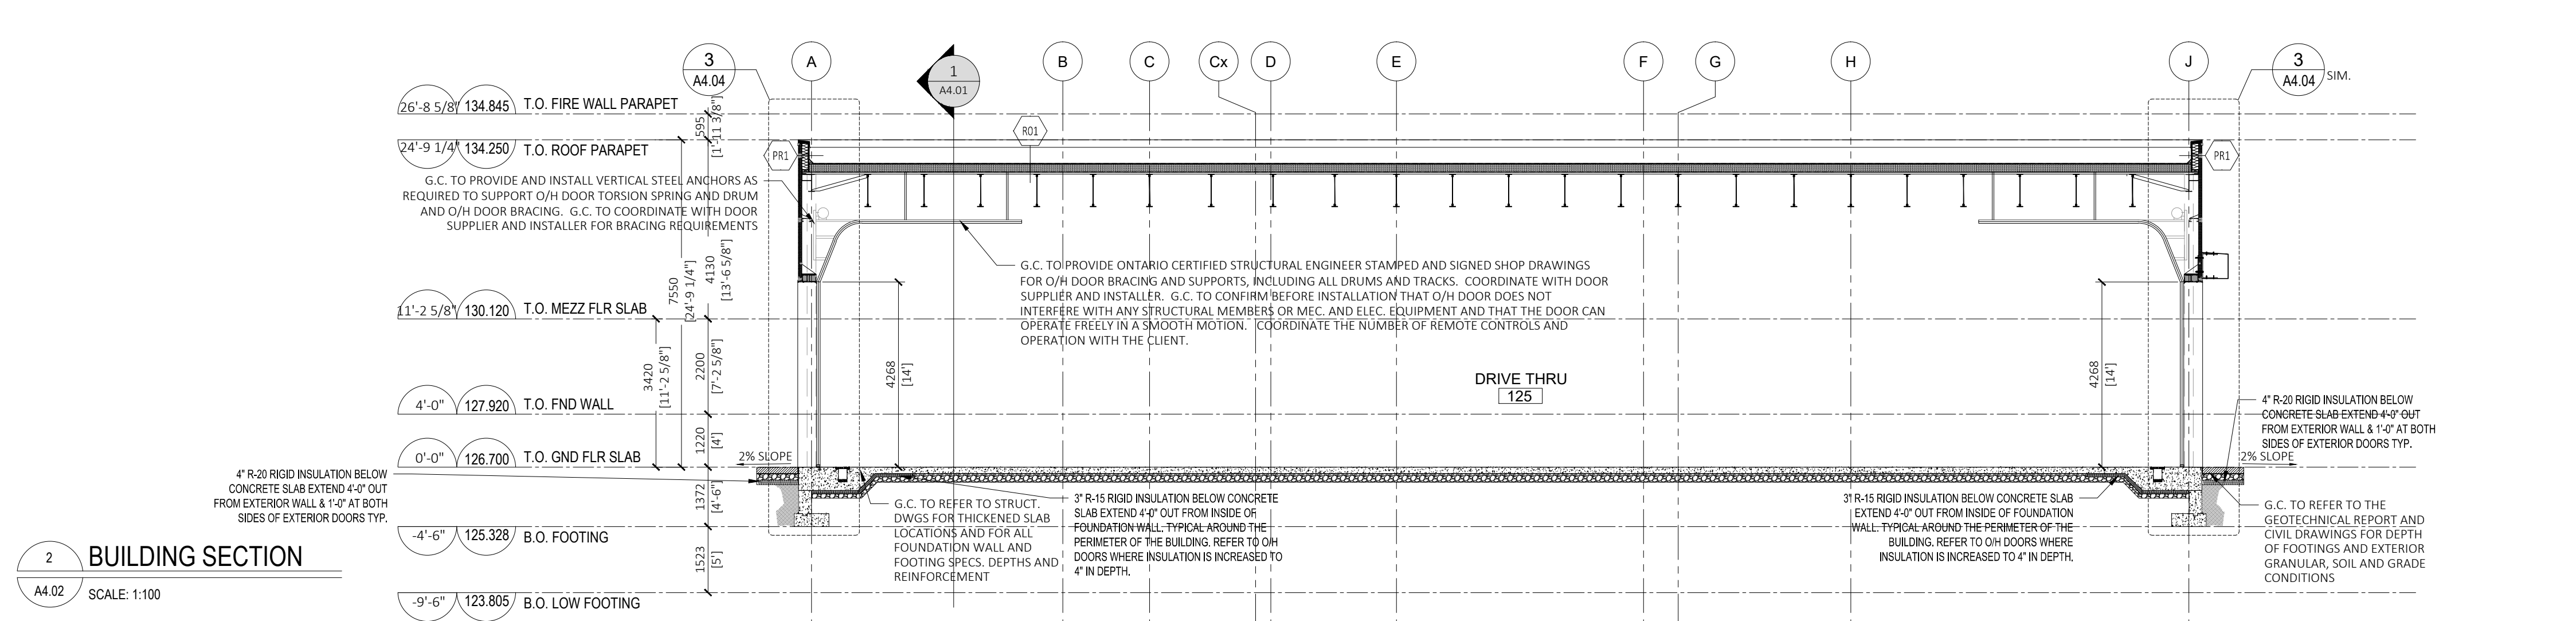 3
A4.04
A
1
A4.01
B
C
Cx
D
E
F
G
H
J
3
A4.04
SIM.
26'-8 5/8"
134.845
T.O. FIRE WALL PARAPET
595
[1'-11 3/8"]
R01
24'-9 1/4"
134.250
T.O. ROOF PARAPET
PR1
PR1
G.C. TO PROVIDE AND INSTALL VERTICAL STEEL ANCHORS AS
REQUIRED TO SUPPORT O/H DOOR TORSION SPRING AND DRUM
AND O/H DOOR BRACING. G.C. TO COORDINATE WITH DOOR
SUPPLIER AND INSTALLER FOR BRACING REQUIREMENTS
7550
[24'-9 1/4"]
4130
[13'-6 5/8"]
G.C. TO PROVIDE ONTARIO CERTIFIED STRUCTURAL ENGINEER STAMPED AND SIGNED SHOP DRAWINGS
FOR O/H DOOR BRACING AND SUPPORTS, INCLUDING ALL DRUMS AND TRACKS. COORDINATE WITH DOOR
SUPPLIER AND INSTALLER. G.C. TO CONFIRM BEFORE INSTALLATION THAT O/H DOOR DOES NOT
INTERFERE WITH ANY STRUCTURAL MEMBERS OR MEC. AND ELEC. EQUIPMENT AND THAT THE DOOR CAN
OPERATE FREELY IN A SMOOTH MOTION. COORDINATE THE NUMBER OF REMOTE CONTROLS AND
OPERATION WITH THE CLIENT.
11'-2 5/8"
130.120
T.O. MEZZ FLR SLAB
3420
[11'-2 5/8"]
2200
[7'-2 5/8"]
4268
[14']
DRIVE THRU
125
4268
[14']
4'-0"
127.920
T.O. FND WALL
1220
[4']
4" R-20 RIGID INSULATION BELOW
CONCRETE SLAB EXTEND 4'-0" OUT
FROM EXTERIOR WALL & 1'-0" AT BOTH
SIDES OF EXTERIOR DOORS TYP.
0'-0"
126.700
T.O. GND FLR SLAB
2% SLOPE
2% SLOPE
4" R-20 RIGID INSULATION BELOW
CONCRETE SLAB EXTEND 4'-0" OUT
FROM EXTERIOR WALL & 1'-0" AT BOTH
SIDES OF EXTERIOR DOORS TYP.
1372
[4'-6"]
G.C. TO REFER TO STRUCT.
DWGS FOR THICKENED SLAB
LOCATIONS AND FOR ALL
FOUNDATION WALL AND
FOOTING SPECS. DEPTHS AND
REINFORCEMENT
3" R-15 RIGID INSULATION BELOW CONCRETE
SLAB EXTEND 4'-0" OUT FROM INSIDE OF
FOUNDATION WALL. TYPICAL AROUND THE
PERIMETER OF THE BUILDING. REFER TO O/H
DOORS WHERE INSULATION IS INCREASED TO
4" IN DEPTH.
3" R-15 RIGID INSULATION BELOW CONCRETE SLAB
EXTEND 4'-0" OUT FROM INSIDE OF FOUNDATION
WALL. TYPICAL AROUND THE PERIMETER OF THE
BUILDING. REFER TO O/H DOORS WHERE
INSULATION IS INCREASED TO 4" IN DEPTH.
G.C. TO REFER TO THE
GEOTECHNICAL REPORT AND
CIVIL DRAWINGS FOR DEPTH
OF FOOTINGS AND EXTERIOR
GRANULAR, SOIL AND GRADE
CONDITIONS
-4'-6"
125.328
B.O. FOOTING
1523
[5']
-9'-6"
123.805
B.O. LOW FOOTING
2
A4.02
BUILDING SECTION
SCALE: 1:100